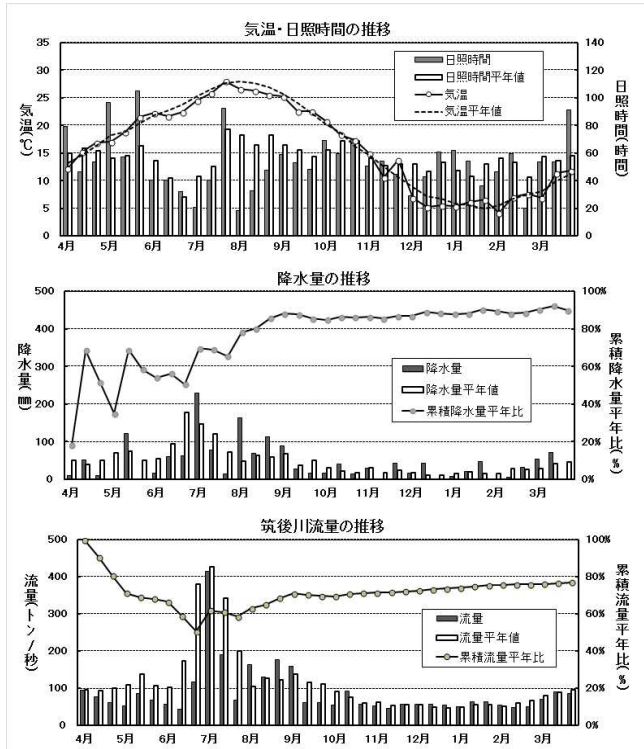 気温・日照時間の推移
35 30 25 20 15 10 5 0
気温(℃)
140 120 100 80 60 40 20 0
日照時間(時間)
日照時間
日照時間平年値
気温
気温平年値
4月 5月 6月 7月 8月 9月 10月 11月 12月 1月 2月 3月
降水量の推移
500 400 300 200 100 0
降水量(㎜)
100% 80% 60% 40% 20% 0%
累積降水量平年比(%)
降水量
降水量平年値
累積降水量平年比
4月 5月 6月 7月 8月 9月 10月 11月 12月 1月 2月 3月
筑後川流量の推移
500 400 300 200 100 0
流量(トン/秒)
100% 80% 60% 40% 20% 0%
累積流量平年比(%)
流量
流量平年値
累積流量平年比
4月 5月 6月 7月 8月 9月 10月 11月 12月 1月 2月 3月